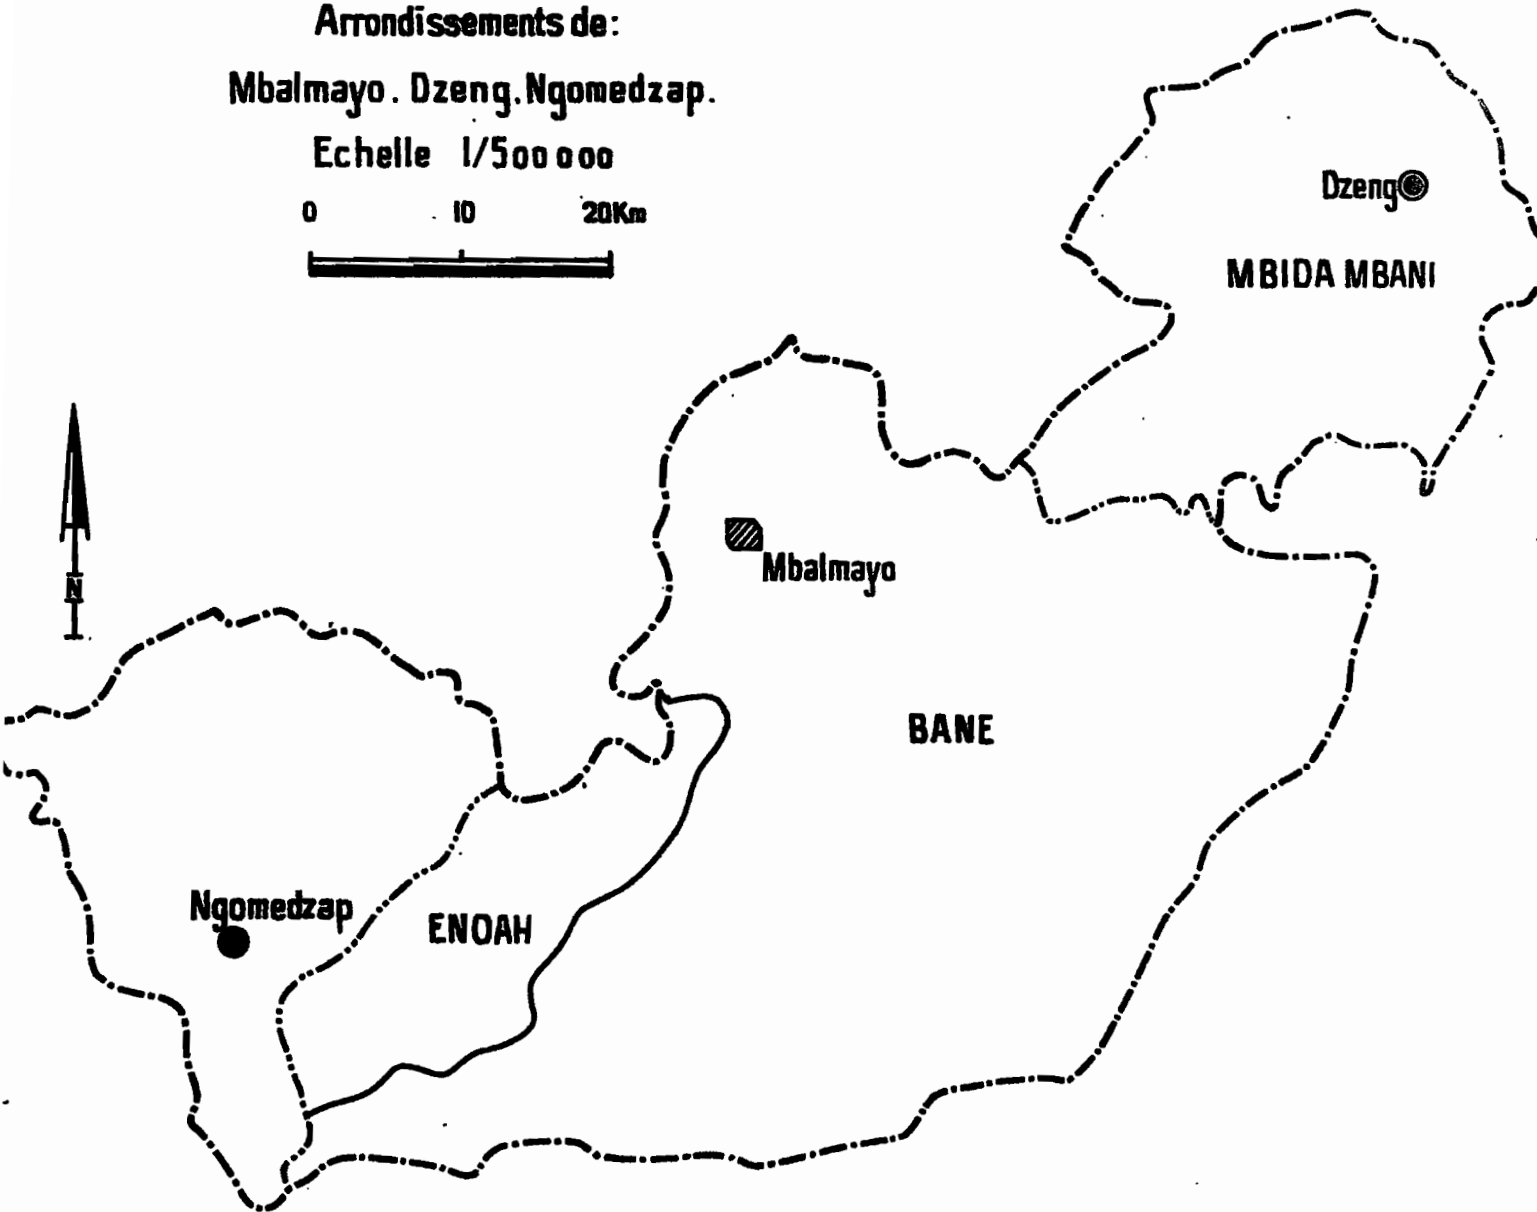 Arrondissements de:
Mbalmayo. Dzeng. Ngomedzap.
Echelle 1/500 000
0 10 20Km
Dzeng
MBIDA MBANI
N
Mbalmayo
BANE
Ngomedzap
ENOAH